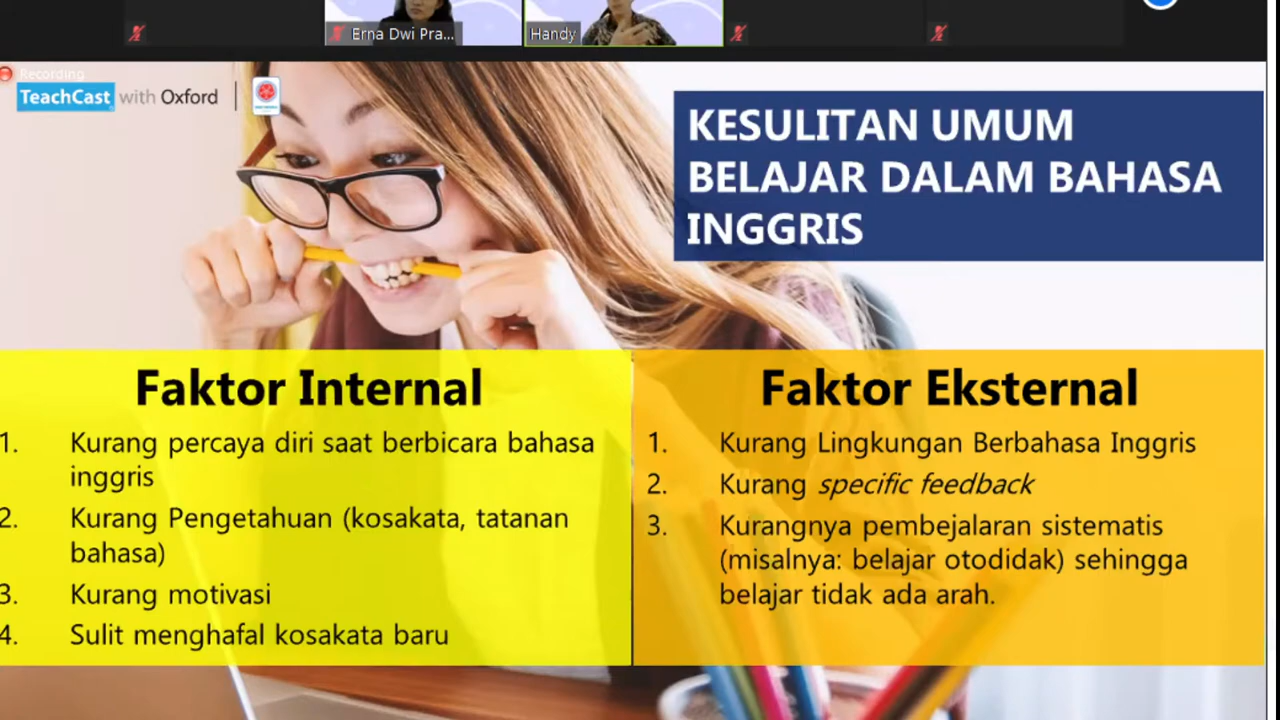 Erna Dwi Pra...
Handy
Recording
TeachCast with Oxford
KESULITAN UMUM
BELAJAR DALAM BAHASA
INGGRIS
Faktor Internal
1. Kurang percaya diri saat berbicara bahasa
inggris
2. Kurang Pengetahuan (kosakata, tatanan
bahasa)
3. Kurang motivasi
4. Sulit menghafal kosakata baru
Faktor Eksternal
1. Kurang Lingkungan Berbahasa Inggris
2. Kurang specific feedback
3. Kurangnya pembejalaran sistematis
(misalnya: belajar otodidak) sehingga
belajar tidak ada arah.